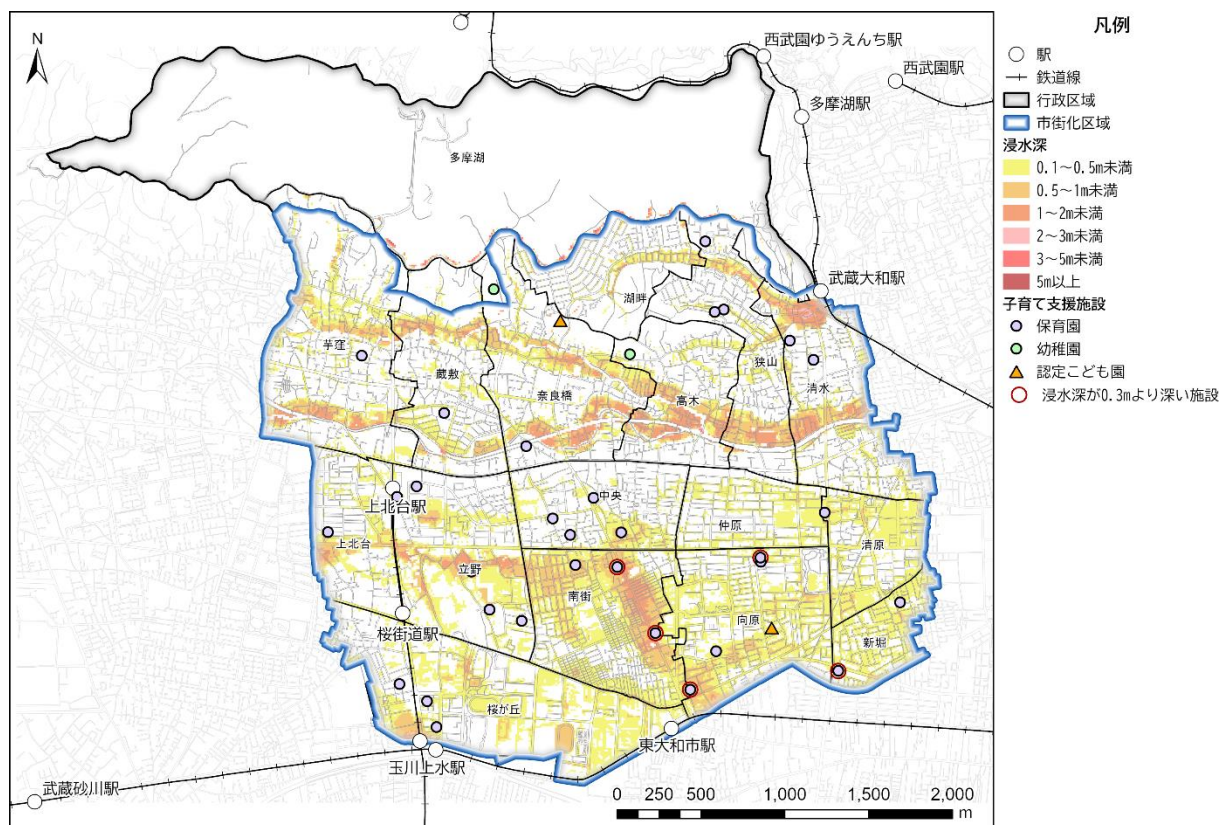 N
西武園ゆうえんち駅
西武園駅
多摩湖駅
多摩湖
武蔵大和駅
湖畔
芋窪
蔵敷
奈良橋
高木
狭山
清水
上北台駅
中央
仲原
上北台
立野
南街
清原
向原
新堀
桜街道駅
桜が丘
東大和市駅
玉川上水駅
武蔵砂川駅
0 250 500 1,000 1,500 2,000
m
凡例
駅
鉄道線
行政区域
市街化区域
浸水深
0.1~0.5m未満
0.5~1m未満
1~2m未満
2~3m未満
3~5m未満
5m以上
子育て支援施設
保育園
幼稚園
認定こども園
浸水深が0.3mより深い施設